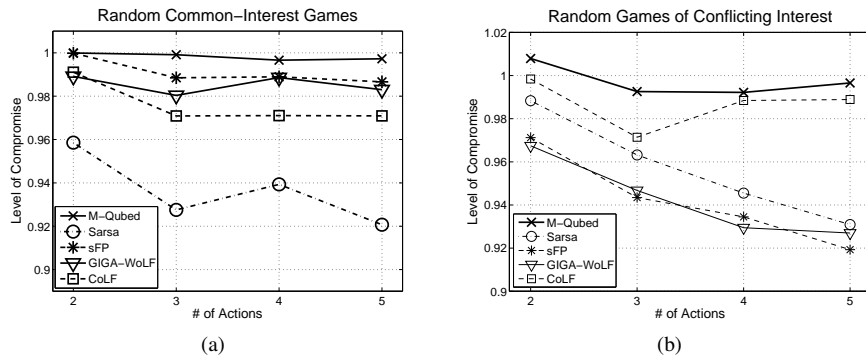 Random Common-Interest Games
Level of Compromise
1
0.98
0.96
0.94
0.92
0.9
M-Qubed
Sarsa
sFP
GIGA-WoLF
CoLF
2
3
4
5
# of Actions
(a)
Random Games of Conflicting Interest
Level of Compromise
1.02
1
0.98
0.96
0.94
0.92
0.9
M-Qubed
Sarsa
sFP
GIGA-WoLF
CoLF
2
3
4
5
# of Actions
(b)